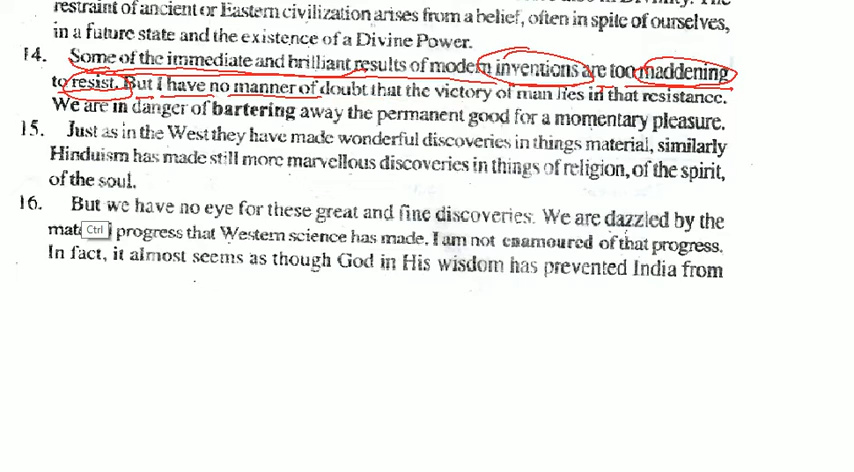 restraint of ancient or Eastern civilization arises from a belief, often in spite of ourselves,
in a future state and the existence of a Divine Power.
14. Some of the immediate and brilliant results of modern inventions are too maddening
to resist. But I have no manner of doubt that the victory of man lies in that resistance.
We are in danger of bartering away the permanent good for a momentary pleasure.
15. Just as in the West they have made wonderful discoveries in things material, similarly
Hinduism has made still more marvellous discoveries in things of religion, of the spirit,
of the soul.
16. But we have no eye for these great and fine discoveries. We are dazzled by the
mat Ctrl l progress that Western science has made. I am not enamoured of that progress.
In fact, it almost seems as though God in His wisdom has prevented India from